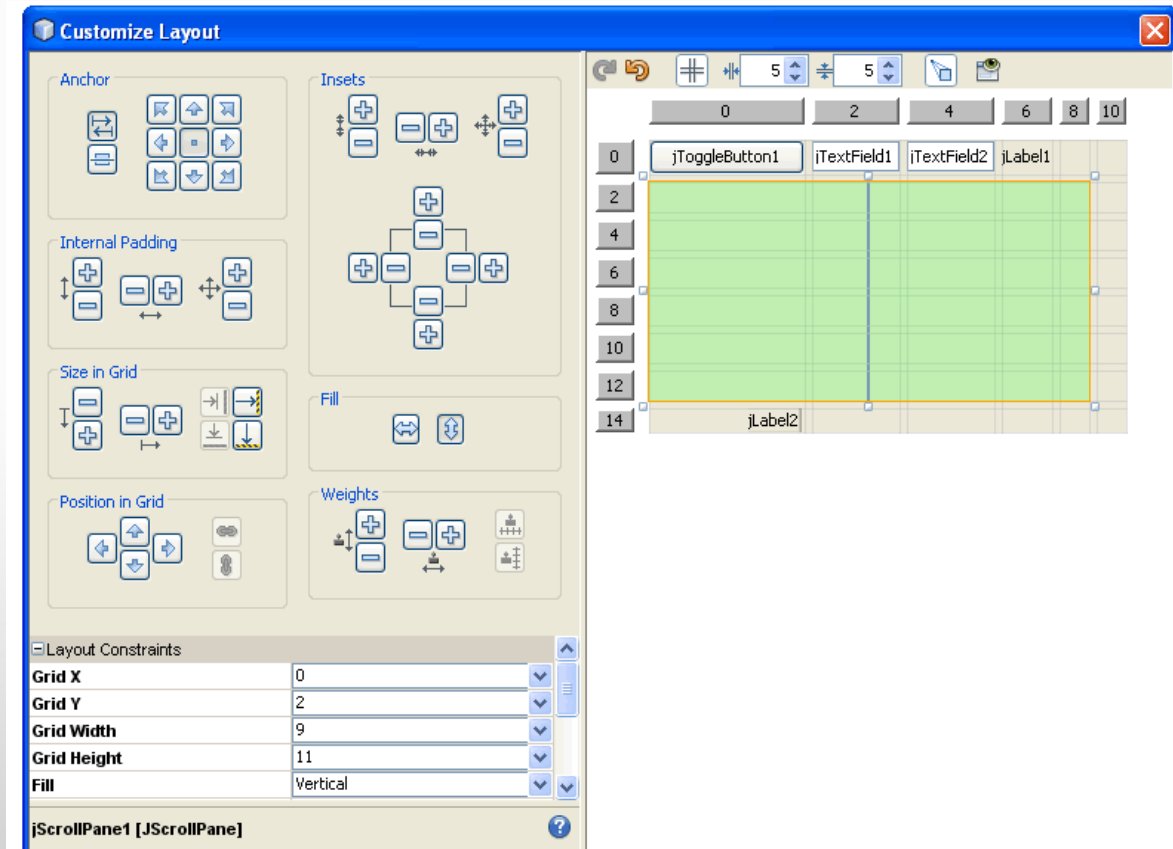 Customize Layout
Anchor
Insets
Internal Padding
Size in Grid
Fill
Position in Grid
Weights
Layout Constraints
Grid X 0
Grid Y 2
Grid Width 9
Grid Height 11
Fill Vertical
jScrollPane1 [JScrollPane]
5 5
0 2 4 6 8 10
0 jToggleButton1 jTextField1 jTextField2 jLabel1
2
4
6
8
10
12
14 jLabel2